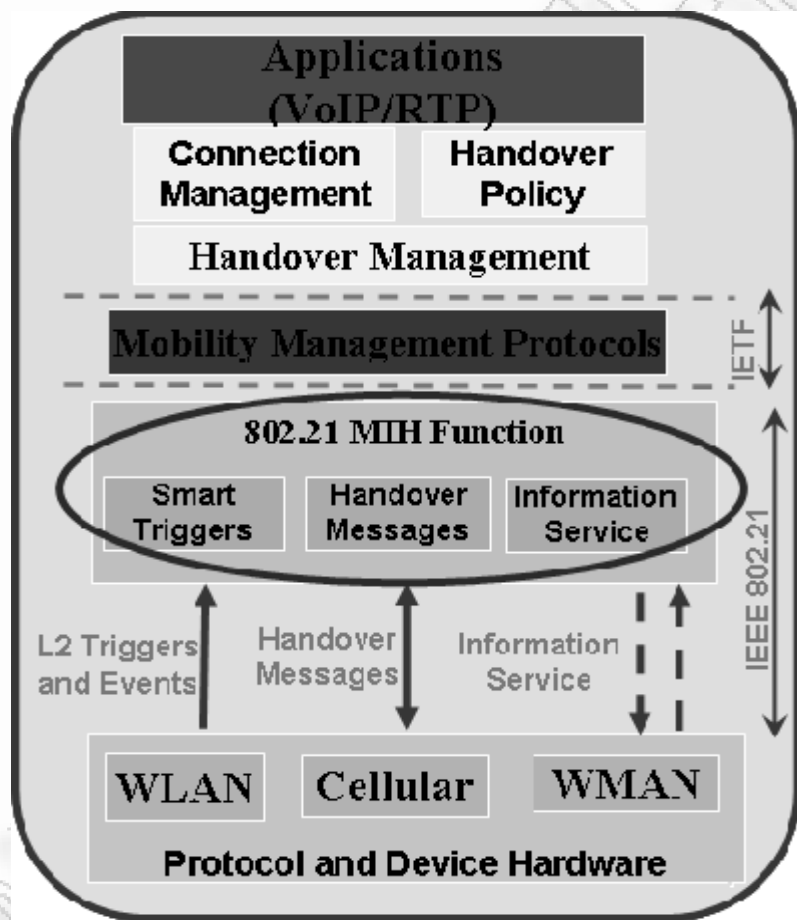 Applications
(VoIP/RTP)
Connection
Management
Handover
Policy
Handover Management
Mobility Management Protocols
IETF
802.21 MIH Function
Smart
Triggers
Handover
Messages
Information
Service
IEEE 802.21
L2 Triggers
and Events
Handover
Messages
Information
Service
WLAN
Cellular
WMAN
Protocol and Device Hardware